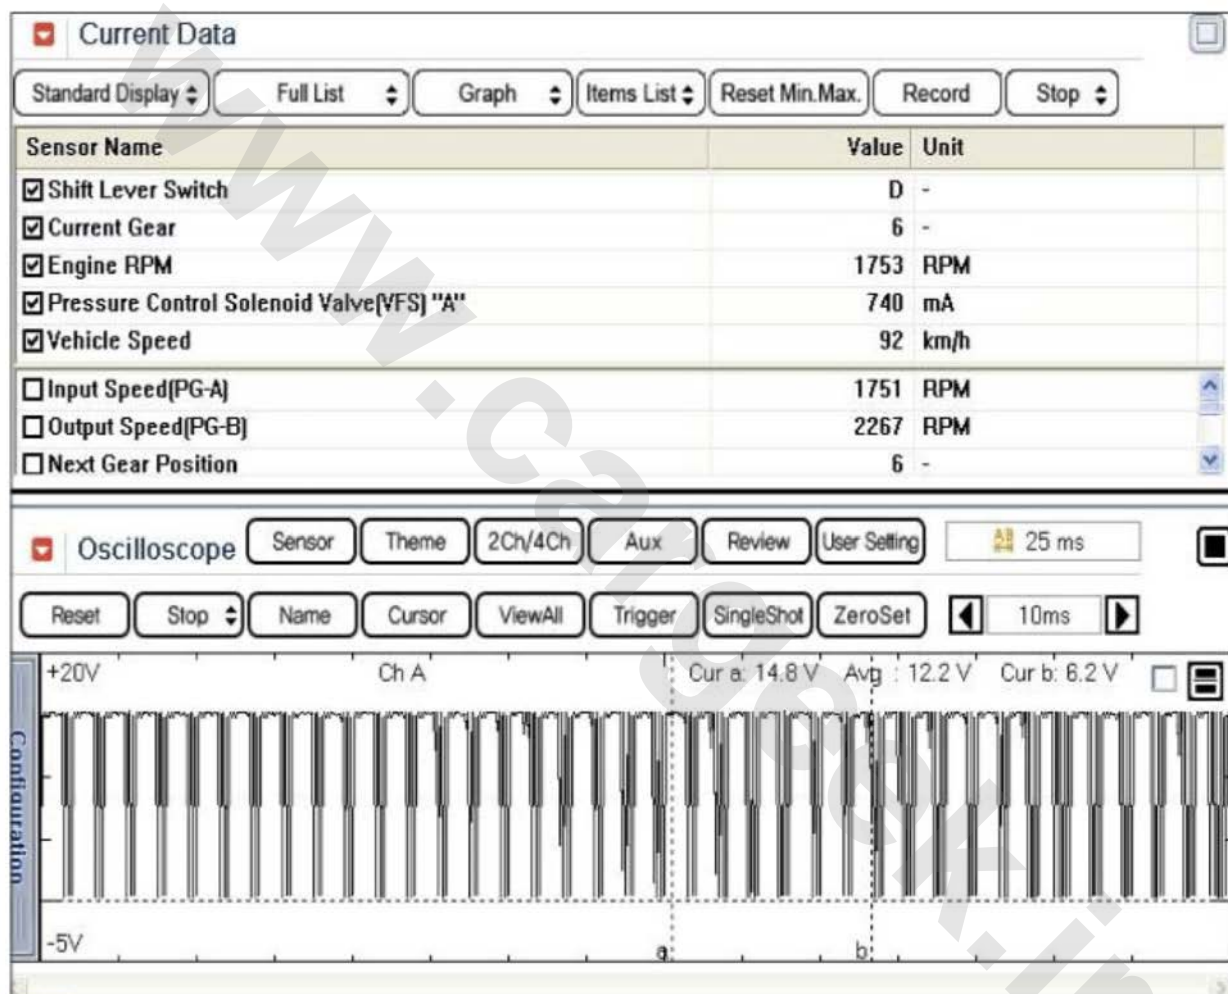 Current Data
Standard Display Full List Graph Items List Reset Min.Max. Record Stop
Sensor Name Value Unit
Shift Lever Switch D -
Current Gear 6 -
Engine RPM 1753 RPM
Pressure Control Solenoid Valve(VFS) "A" 740 mA
Vehicle Speed 92 km/h
Input Speed(PG-A) 1751 RPM
Output Speed(PG-B) 2267 RPM
Next Gear Position 6 -
Oscilloscope Sensor Theme 2Ch/4Ch Aux Review User Setting AB 25 ms
Reset Stop Name Cursor ViewAll Trigger SingleShot ZeroSet 10ms
+20V Ch A Cur a: 14.8 V Avg : 12.2 V Cur b: 6.2 V
Configuration
-5V a b
www.cargeek.ir